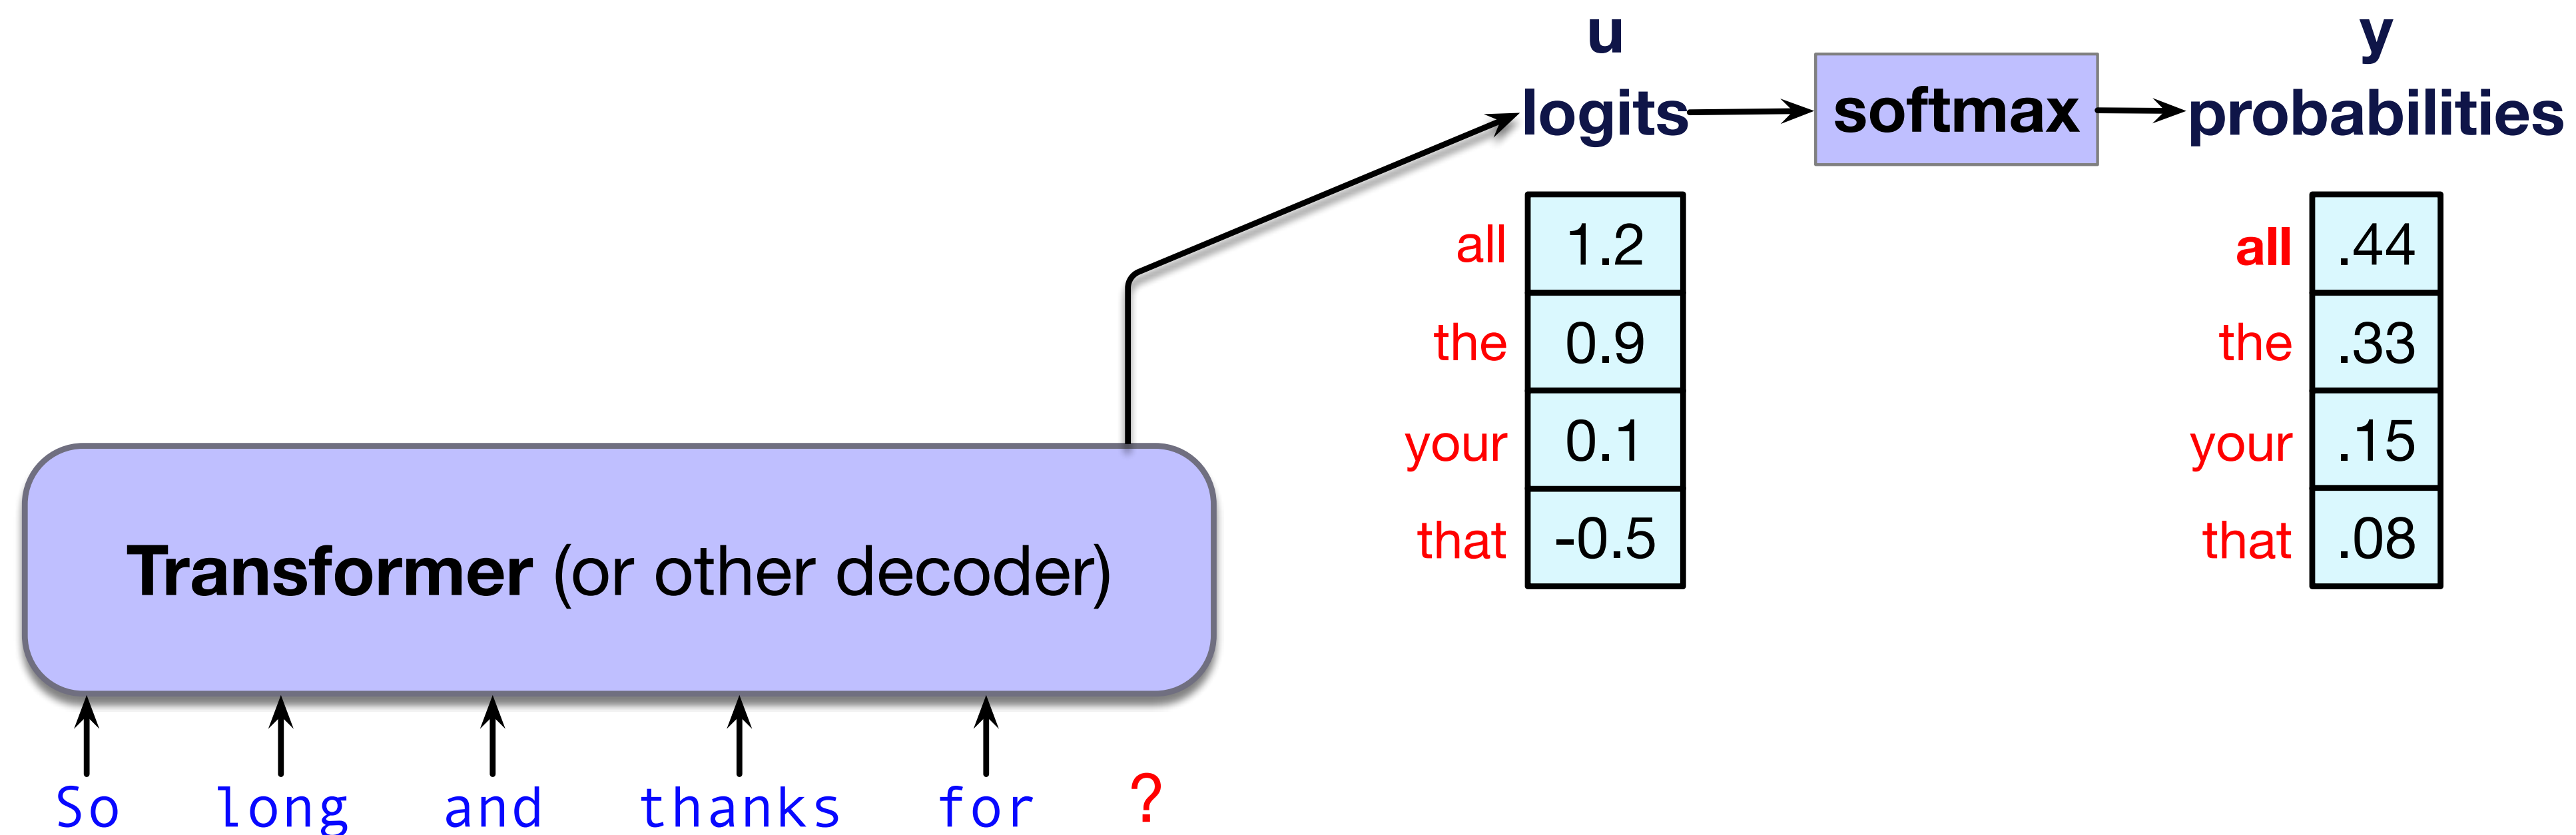 u
y
logits
softmax
probabilities
all 1.2
the 0.9
your 0.1
that -0.5
all .44
the .33
your .15
that .08
Transformer (or other decoder)
So long and thanks for ?